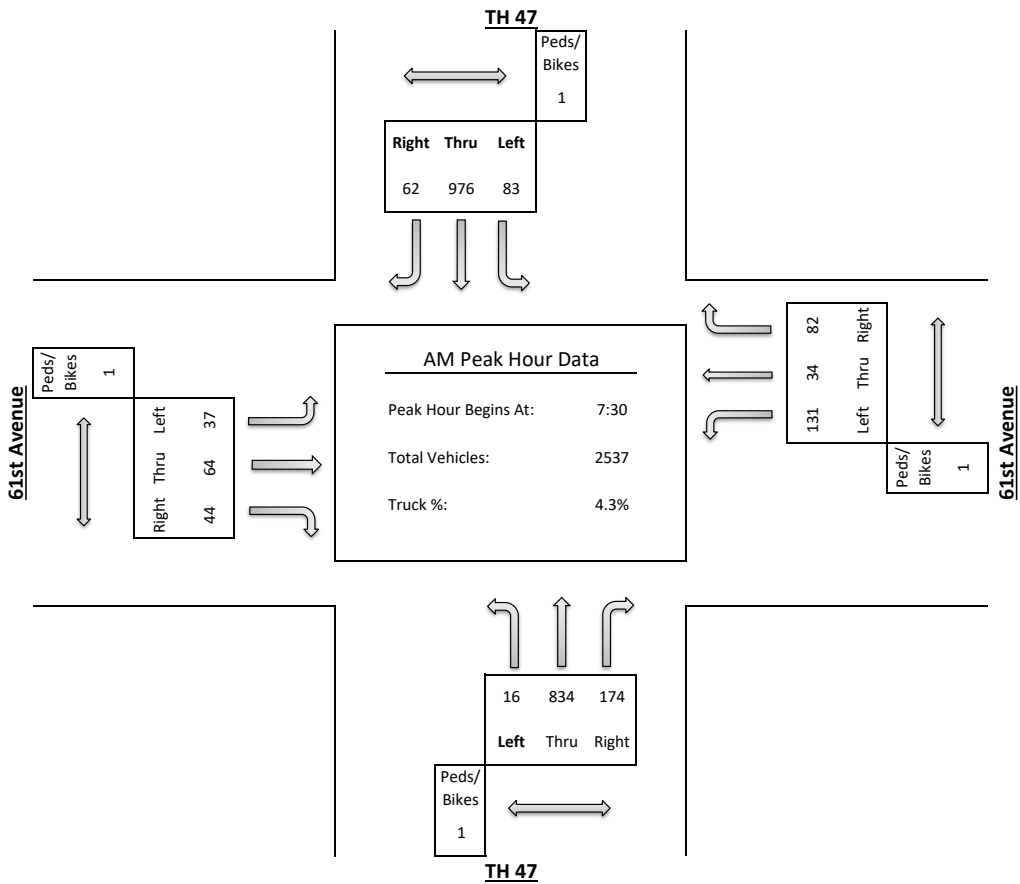 TH 47
Peds/
Bikes
1
Right Thru Left
62 976 83
61st Avenue
Peds/
Bikes
1
Left 37
Thru 64
Right 44
AM Peak Hour Data
Peak Hour Begins At: 7:30
Total Vehicles: 2537
Truck %: 4.3%
82 Right
34 Thru
131 Left
Peds/
Bikes
1
61st Avenue
16 834 174
Left Thru Right
Peds/
Bikes
1
TH 47